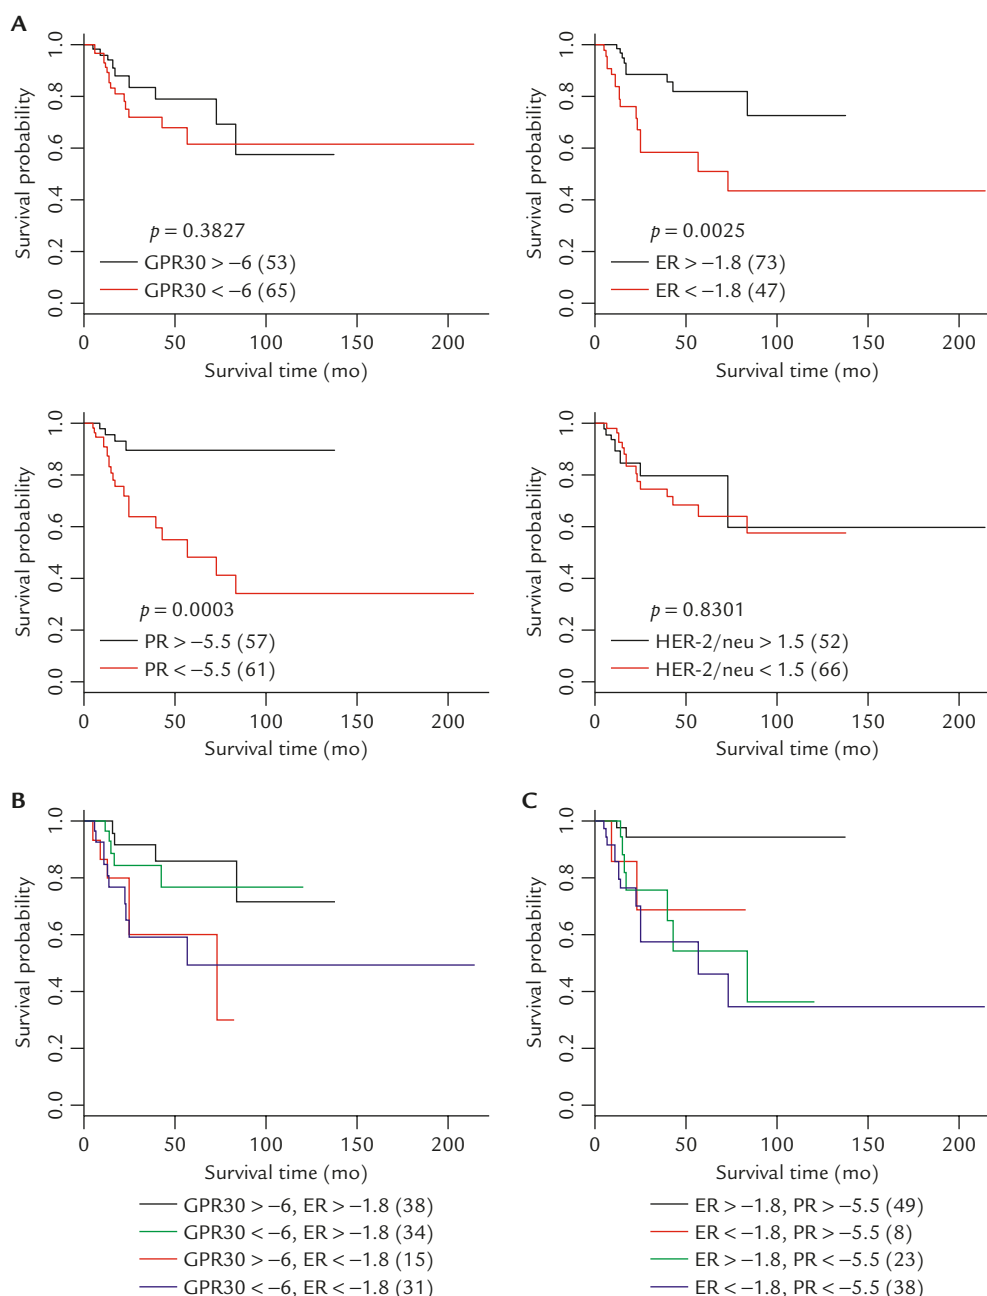 A
Survival probability
1.0
0.8
0.6
0.4
0.2
0.0
p = 0.3827
GPR30 > −6 (53)
GPR30 < −6 (65)
0 50 100 150 200
Survival time (mo)
Survival probability
1.0
0.8
0.6
0.4
0.2
0.0
p = 0.0025
ER > −1.8 (73)
ER < −1.8 (47)
0 50 100 150 200
Survival time (mo)
Survival probability
1.0
0.8
0.6
0.4
0.2
0.0
p = 0.0003
PR > −5.5 (57)
PR < −5.5 (61)
0 50 100 150 200
Survival time (mo)
Survival probability
1.0
0.8
0.6
0.4
0.2
0.0
p = 0.8301
HER-2/neu > 1.5 (52)
HER-2/neu < 1.5 (66)
0 50 100 150 200
Survival time (mo)
B
Survival probability
1.0
0.8
0.6
0.4
0.2
0.0
0 50 100 150 200
Survival time (mo)
GPR30 > −6, ER > −1.8 (38)
GPR30 < −6, ER > −1.8 (34)
GPR30 > −6, ER < −1.8 (15)
GPR30 < −6, ER < −1.8 (31)
C
Survival probability
1.0
0.8
0.6
0.4
0.2
0.0
0 50 100 150 200
Survival time (mo)
ER > −1.8, PR > −5.5 (49)
ER < −1.8, PR > −5.5 (8)
ER > −1.8, PR < −5.5 (23)
ER < −1.8, PR < −5.5 (38)